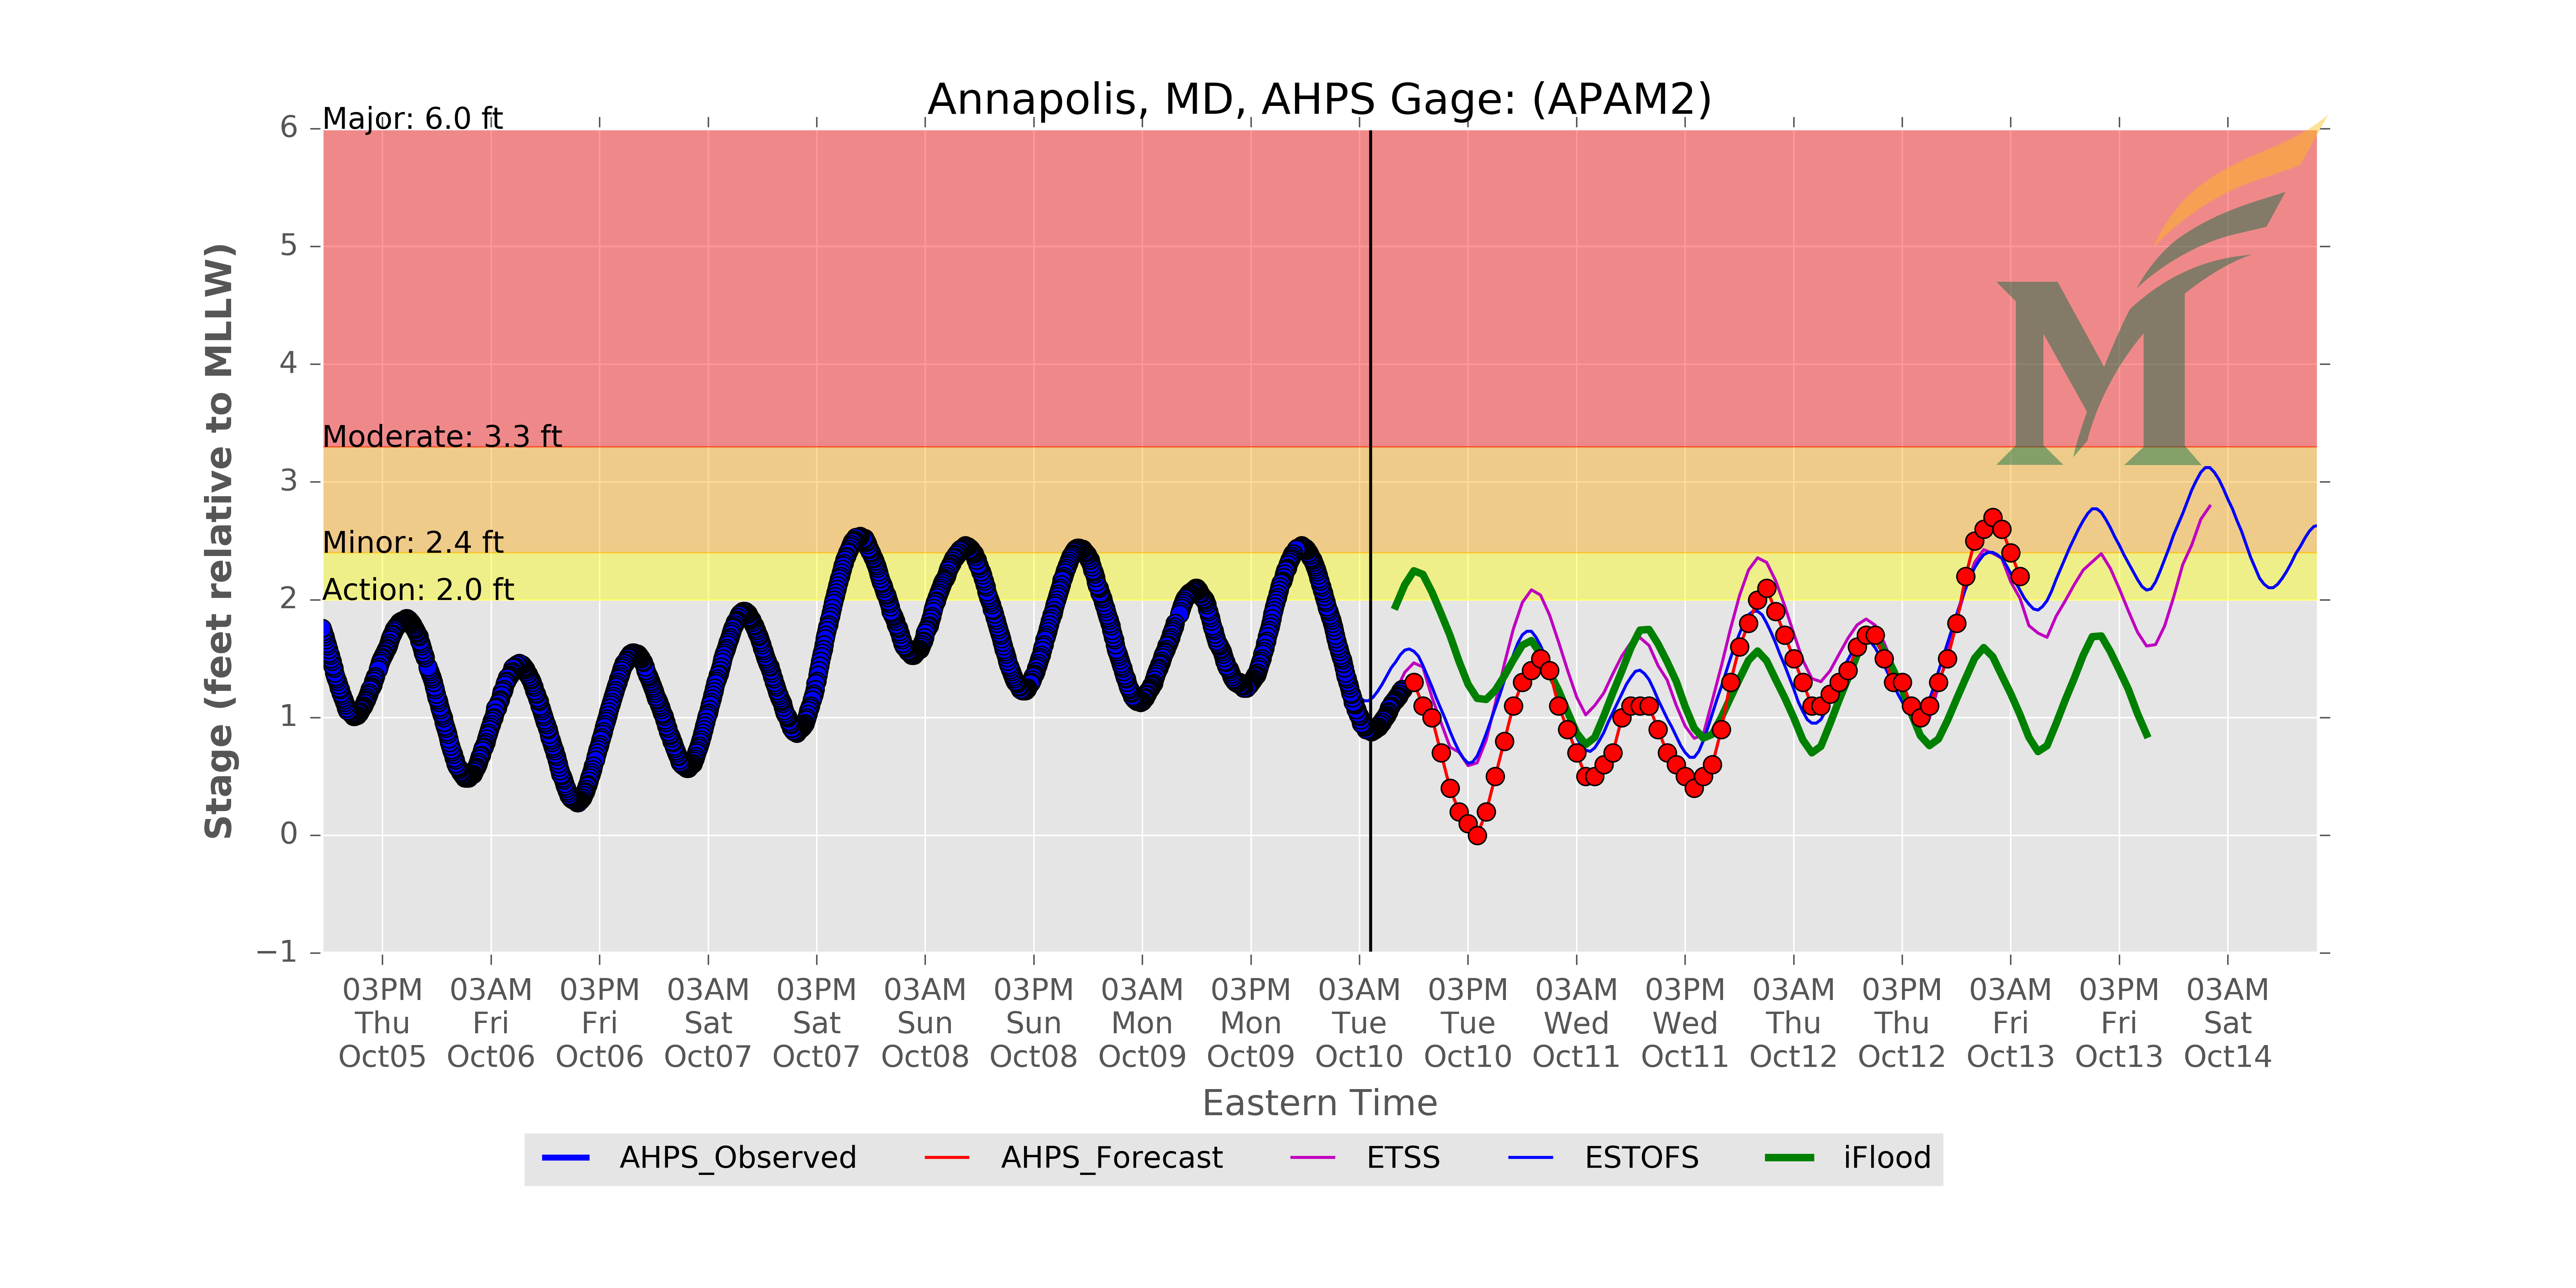 Annapolis, MD, AHPS Gage: (APAM2)
Major: 6.0 ft
Moderate: 3.3 ft
Minor: 2.4 ft
Action: 2.0 ft
6
5
4
3
2
1
0
−1
Stage (feet relative to MLLW)
03PM 03AM 03PM 03AM 03PM 03AM 03PM 03AM 03PM 03AM 03PM 03AM 03PM 03AM 03PM 03AM 03PM 03AM
Thu Fri Fri Sat Sat Sun Sun Mon Mon Tue Tue Wed Wed Thu Thu Fri Fri Sat
Oct05 Oct06 Oct06 Oct07 Oct07 Oct08 Oct08 Oct09 Oct09 Oct10 Oct10 Oct11 Oct11 Oct12 Oct12 Oct13 Oct13 Oct14
Eastern Time
AHPS_Observed AHPS_Forecast ETSS ESTOFS iFlood
M